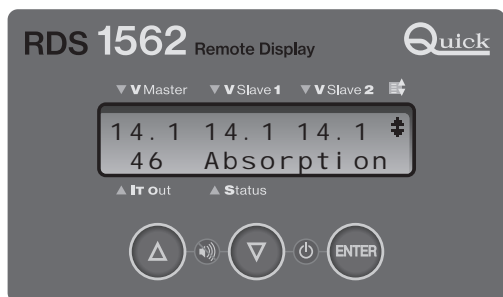 RDS 1562 Remote Display Quick
▼ V Master ▼ V Slave 1 ▼ V Slave 2
14.1 14.1 14.1
46 Absorption
▲ IT Out ▲ Status
ENTER